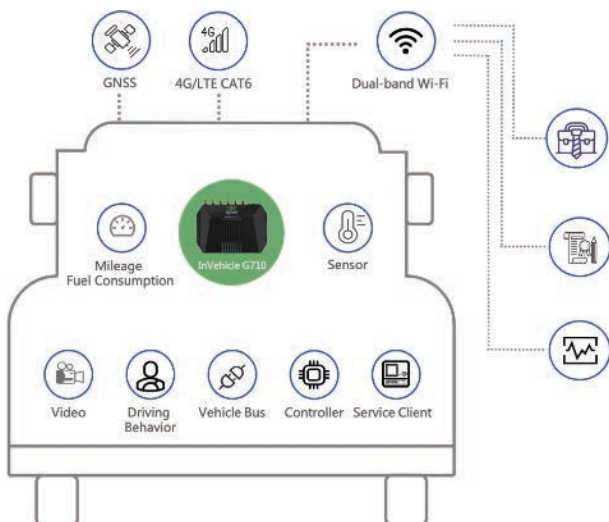 4G
GNSS
4G/LTE CAT6
Dual-band Wi-Fi
InVehicle G710
Mileage
Fuel Consumption
Sensor
Video
Driving
Behavior
Vehicle Bus
Controller
Service Client